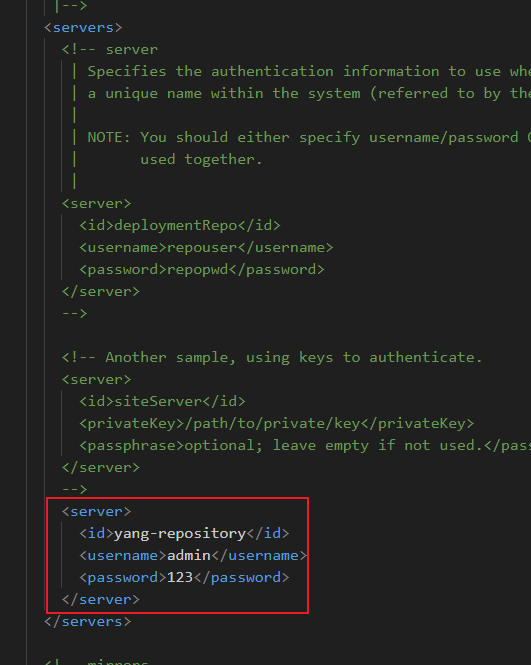 |-->
<servers>
<!-- server
| Specifies the authentication information to use whe
| a unique name within the system (referred to by the
|
| NOTE: You should either specify username/password O
| used together.
|
<server>
<id>deploymentRepo</id>
<username>repouser</username>
<password>repopwd</password>
</server>
-->
<!-- Another sample, using keys to authenticate.
<server>
<id>siteServer</id>
<privateKey>/path/to/private/key</privateKey>
<passphrase>optional; leave empty if not used.</pass
</server>
-->
<server>
<id>yang-repository</id>
<username>admin</username>
<password>123</password>
</server>
</servers>
<!-- mirrors